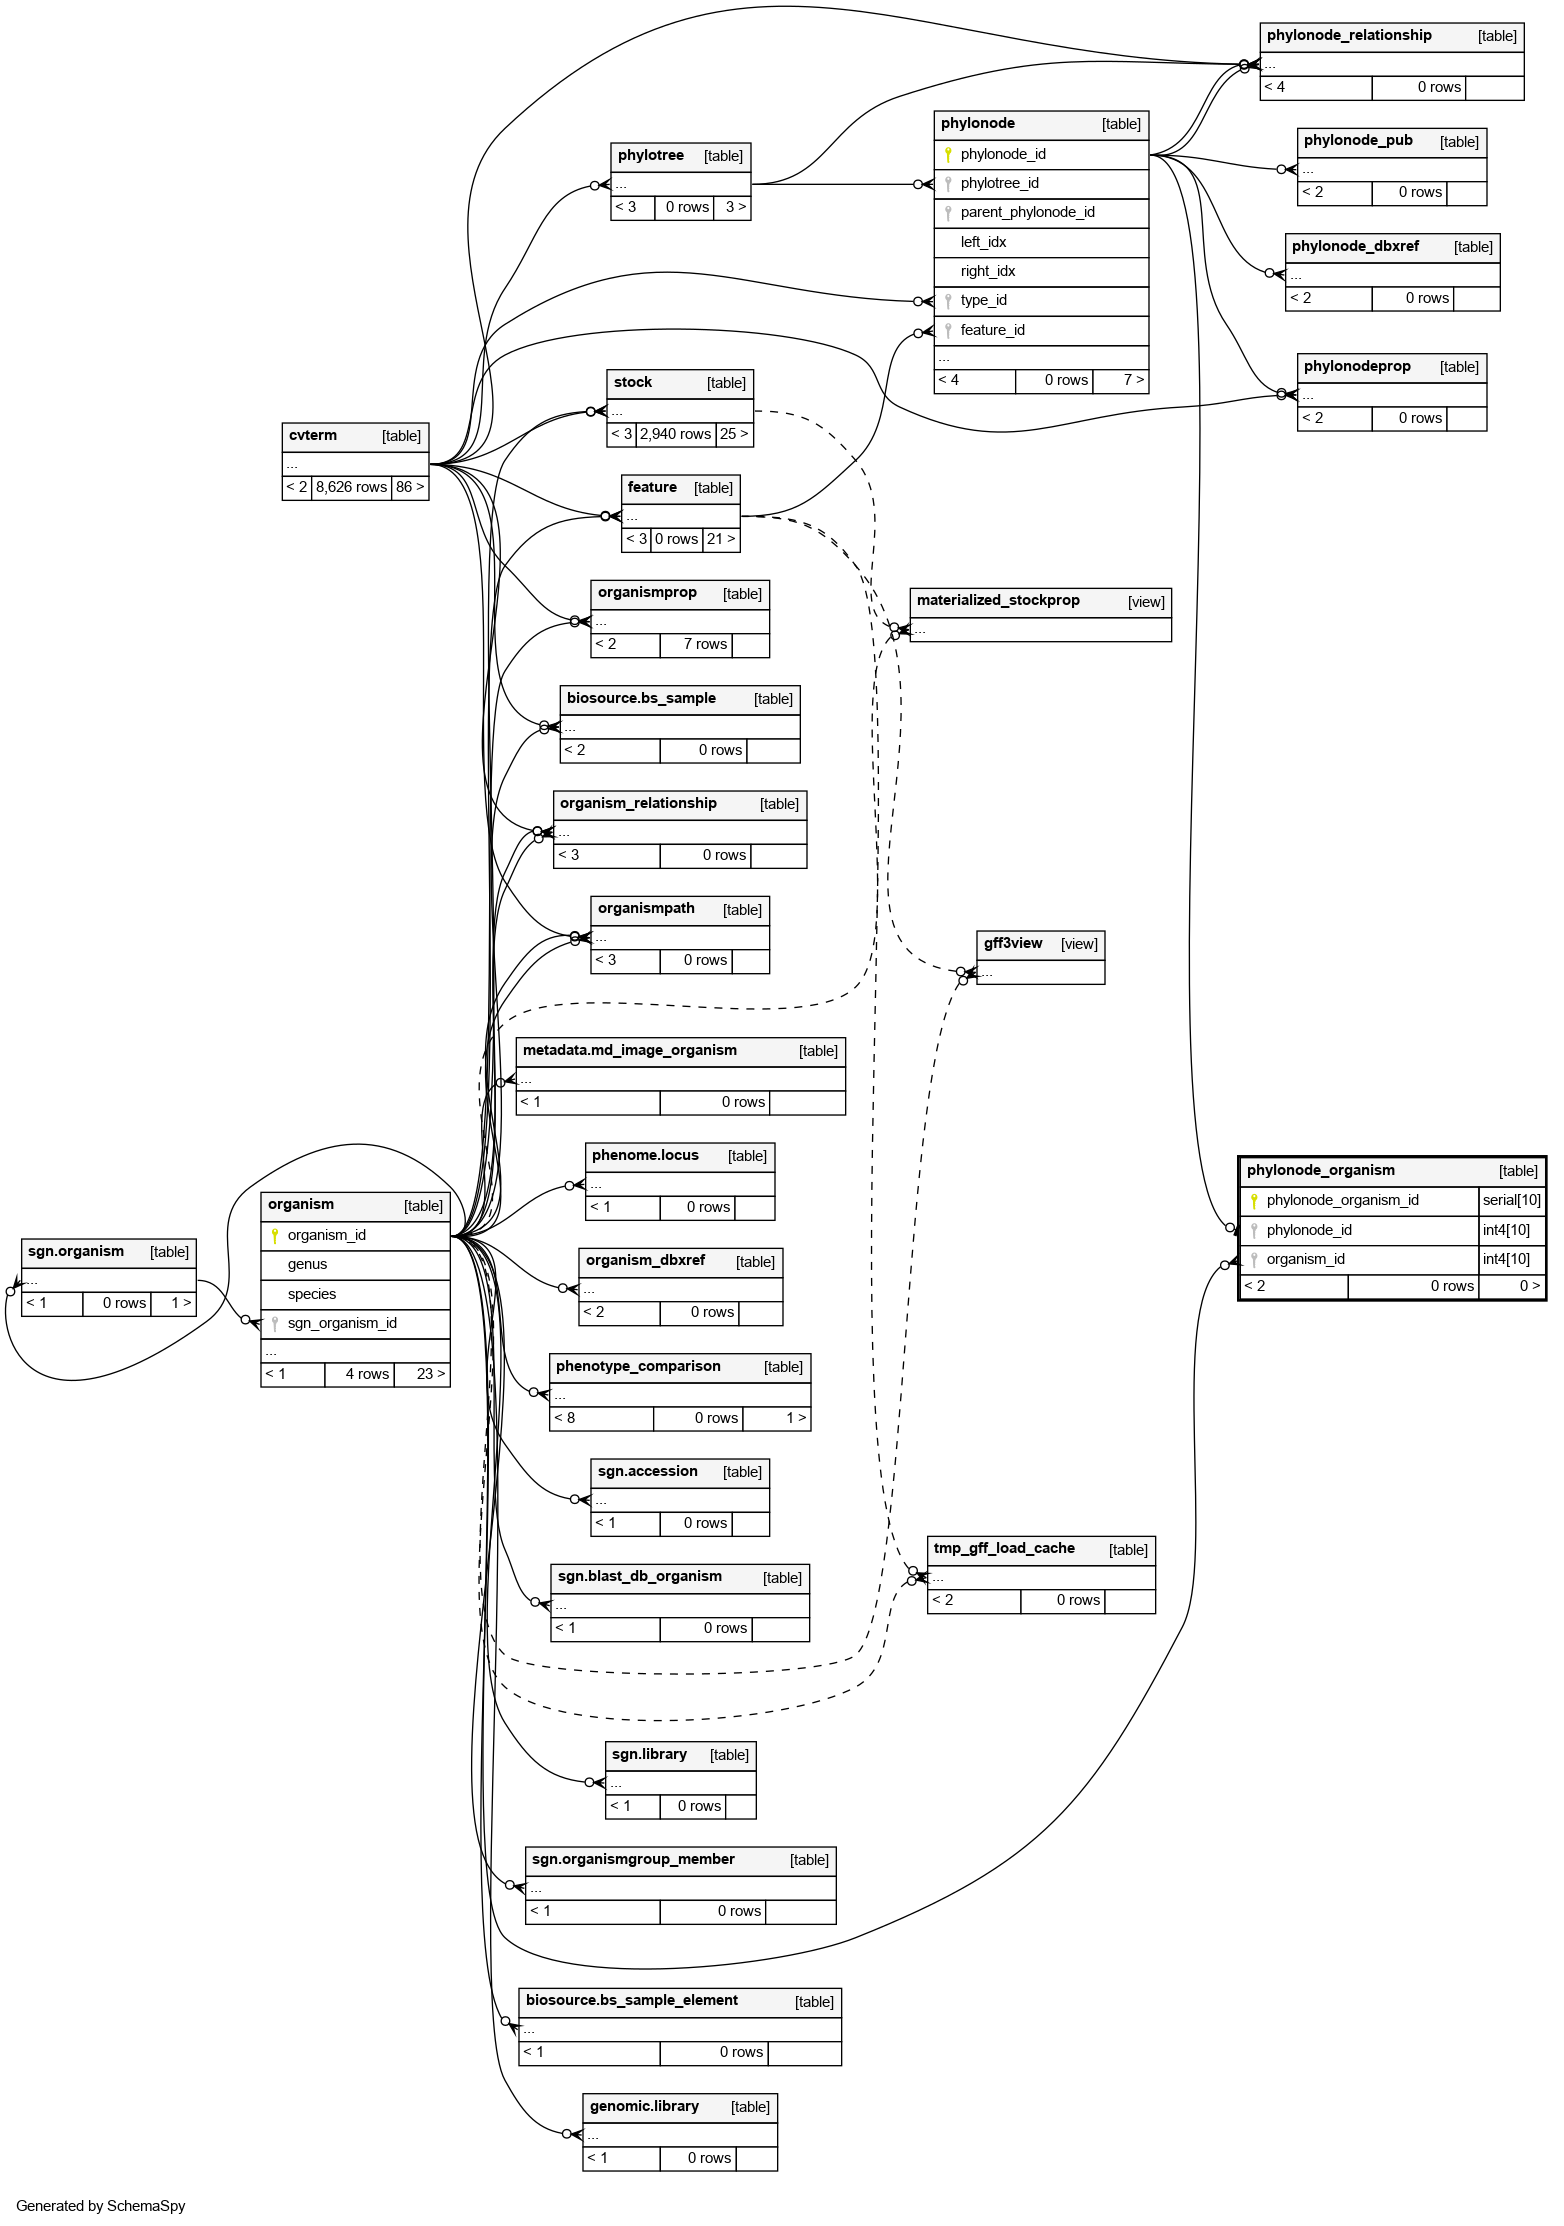 phylonode_relationship [table]
...
< 4 0 rows
phylonode [table]
phylonode_id
phylotree_id
parent_phylonode_id
left_idx
right_idx
type_id
feature_id
...
< 4 0 rows 7 >
phylonode_pub [table]
...
< 2 0 rows
phylotree [table]
...
< 3 0 rows 3 >
phylonode_dbxref [table]
...
< 2 0 rows
phylonodeprop [table]
...
< 2 0 rows
stock [table]
...
< 3 2,940 rows 25 >
cvterm [table]
...
< 2 8,626 rows 86 >
feature [table]
...
< 3 0 rows 21 >
organismprop [table]
...
< 2 7 rows
materialized_stockprop [view]
...
biosource.bs_sample [table]
...
< 2 0 rows
organism_relationship [table]
...
< 3 0 rows
organismpath [table]
...
< 3 0 rows
gff3view [view]
...
metadata.md_image_organism [table]
...
< 1 0 rows
phenome.locus [table]
...
< 1 0 rows
phylonode_organism [table]
phylonode_organism_id serial[10]
phylonode_id int4[10]
organism_id int4[10]
< 2 0 rows 0 >
organism [table]
organism_id
genus
species
sgn_organism_id
...
< 1 4 rows 23 >
sgn.organism [table]
...
< 1 0 rows 1 >
organism_dbxref [table]
...
< 2 0 rows
phenotype_comparison [table]
...
< 8 0 rows 1 >
sgn.accession [table]
...
< 1 0 rows
tmp_gff_load_cache [table]
...
< 2 0 rows
sgn.blast_db_organism [table]
...
< 1 0 rows
sgn.library [table]
...
< 1 0 rows
sgn.organismgroup_member [table]
...
< 1 0 rows
biosource.bs_sample_element [table]
...
< 1 0 rows
genomic.library [table]
...
< 1 0 rows
Generated by SchemaSpy